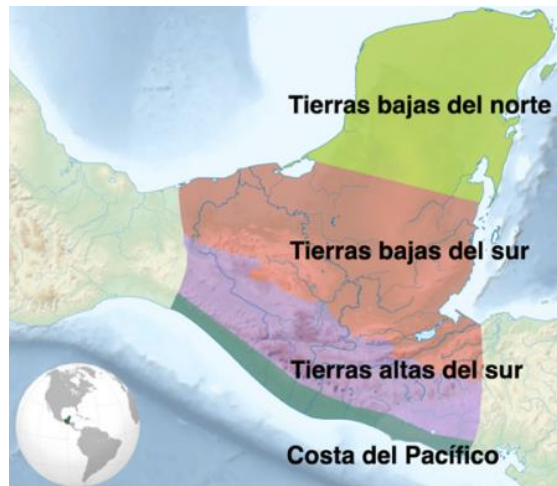 Tierras bajas del norte
Tierras bajas del sur
Tierras altas del sur
Costa del Pacífico